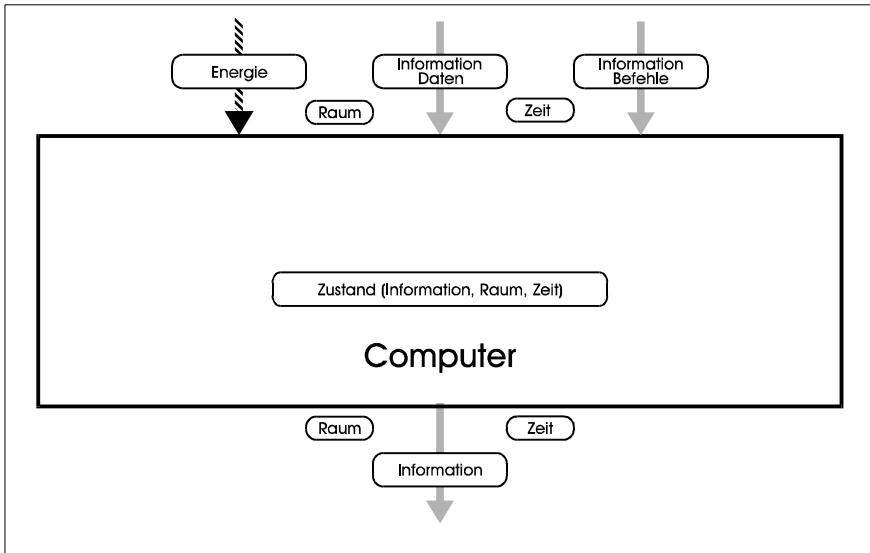 Energie
Information
Daten
Information
Befehle
Raum
Zeit
Zustand (Information, Raum, Zeit)
Computer
Raum
Zeit
Information